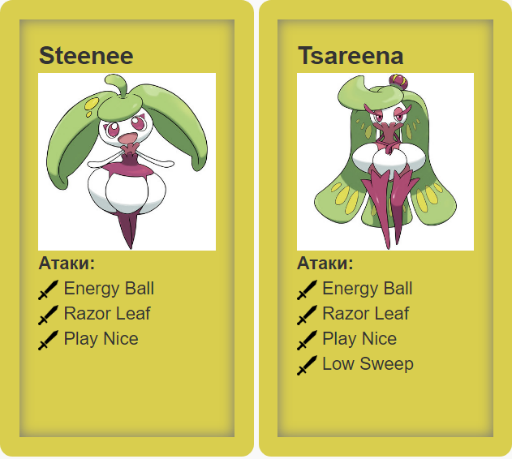 Steenee
Атаки:
Energy Ball
Razor Leaf
Play Nice
Tsareena
Атаки:
Energy Ball
Razor Leaf
Play Nice
Low Sweep